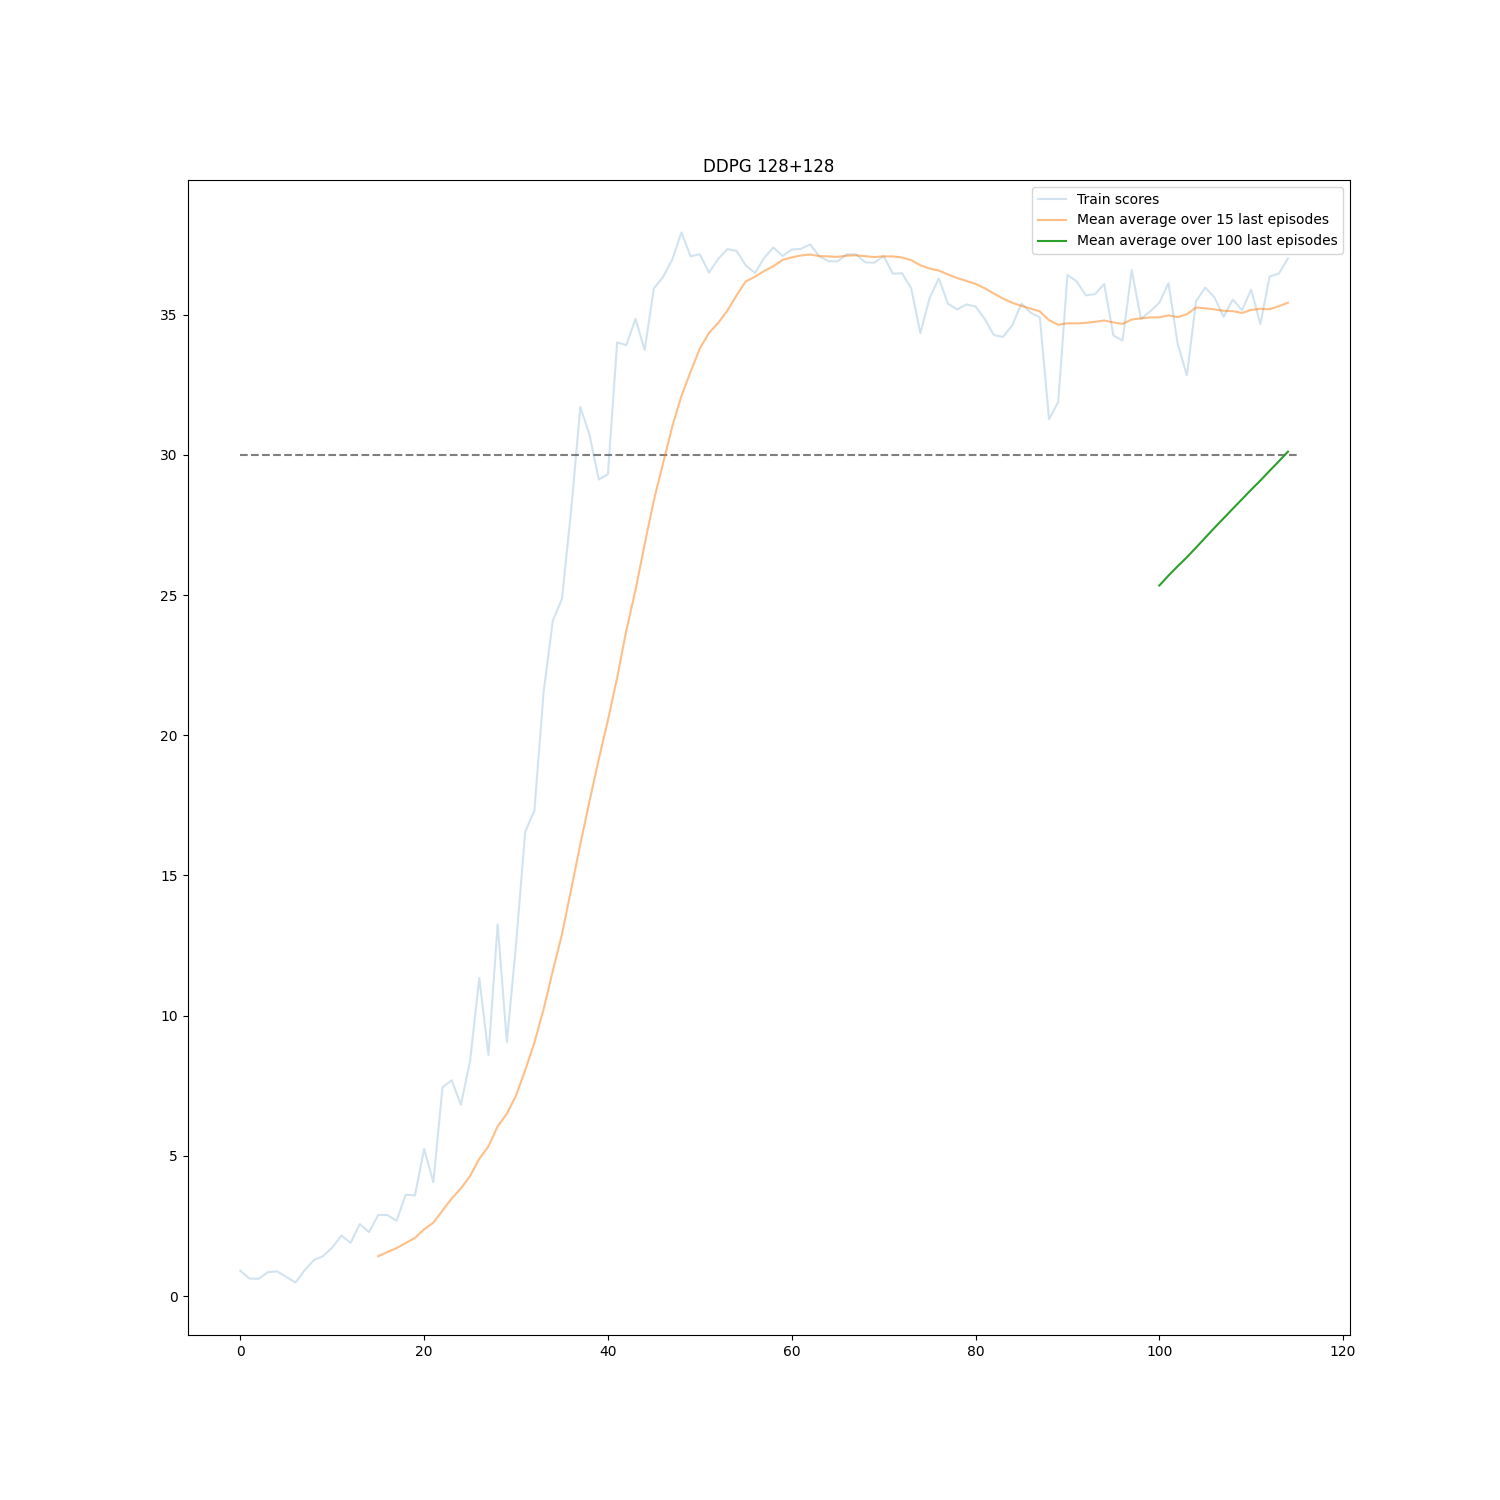 DDPG 128+128
Train scores
Mean average over 15 last episodes
Mean average over 100 last episodes
35
30
25
20
15
10
5
0
0 20 40 60 80 100 120